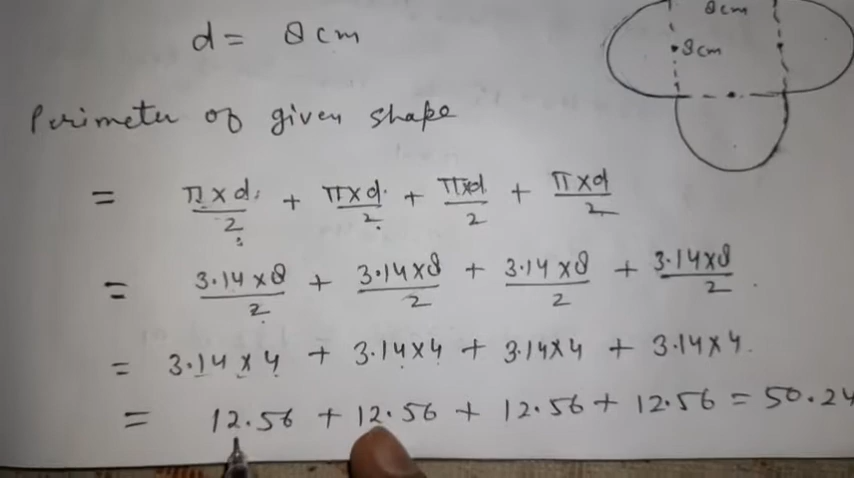 8cm
d = 8cm
8cm
Perimeter of given shape
= π×d/2 + π×d/2 + π×d/2 + π×d/2
= 3.14×8/2 + 3.14×8/2 + 3.14×8/2 + 3.14×8/2
= 3.14×4 + 3.14×4 + 3.14×4 + 3.14×4
= 12.56 + 12.56 + 12.56 + 12.56 = 50.24